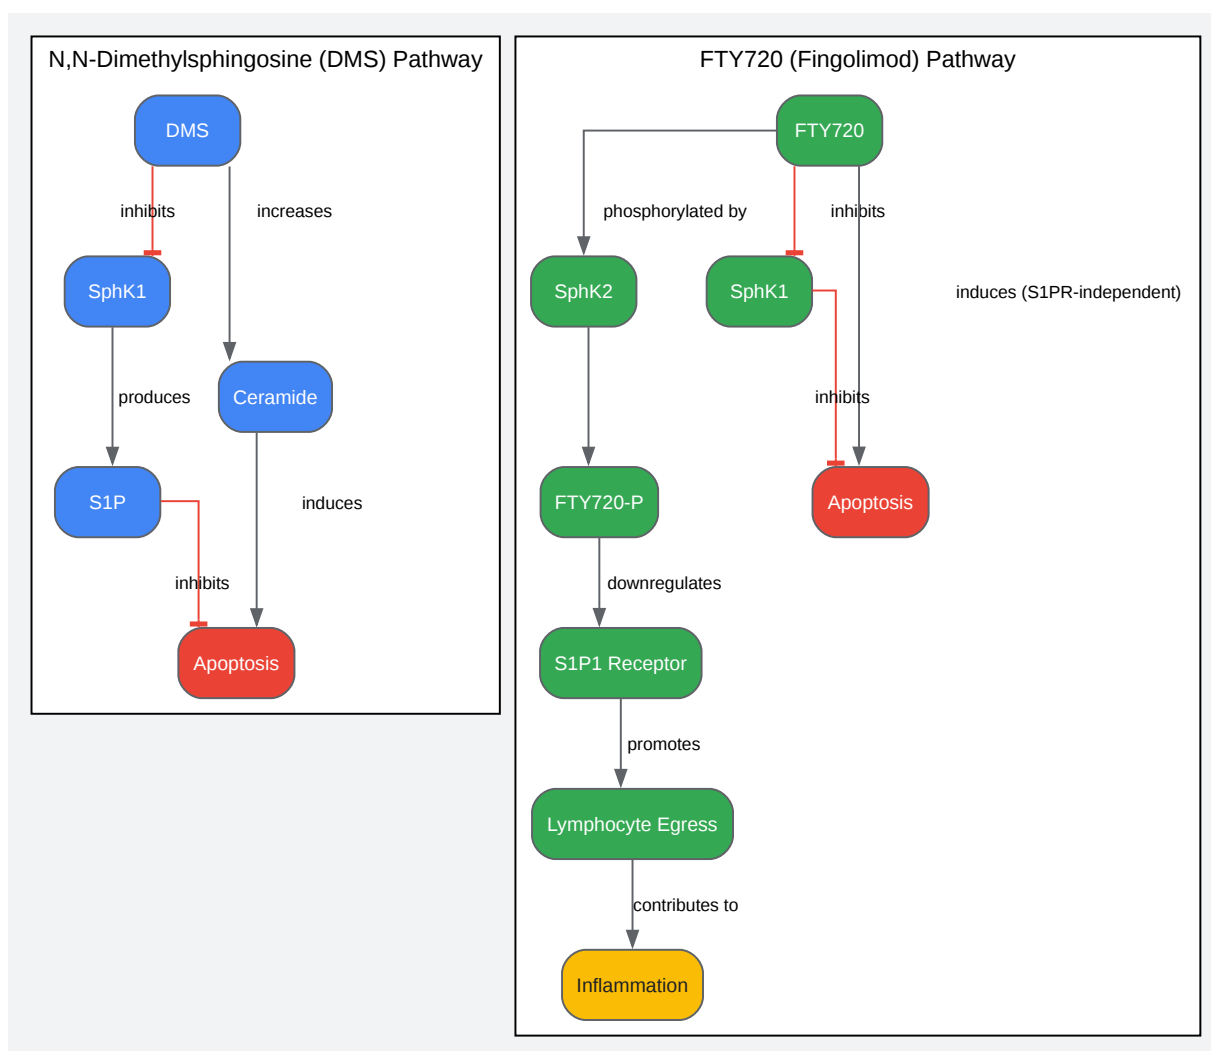 N,N-Dimethylsphingosine (DMS) Pathway
DMS
inhibits
increases
SphK1
produces
Ceramide
S1P
induces
inhibits
Apoptosis
FTY720 (Fingolimod) Pathway
FTY720
phosphorylated by
inhibits
SphK2
SphK1
induces (S1PR-independent)
inhibits
FTY720-P
Apoptosis
downregulates
S1P1 Receptor
promotes
Lymphocyte Egress
contributes to
Inflammation